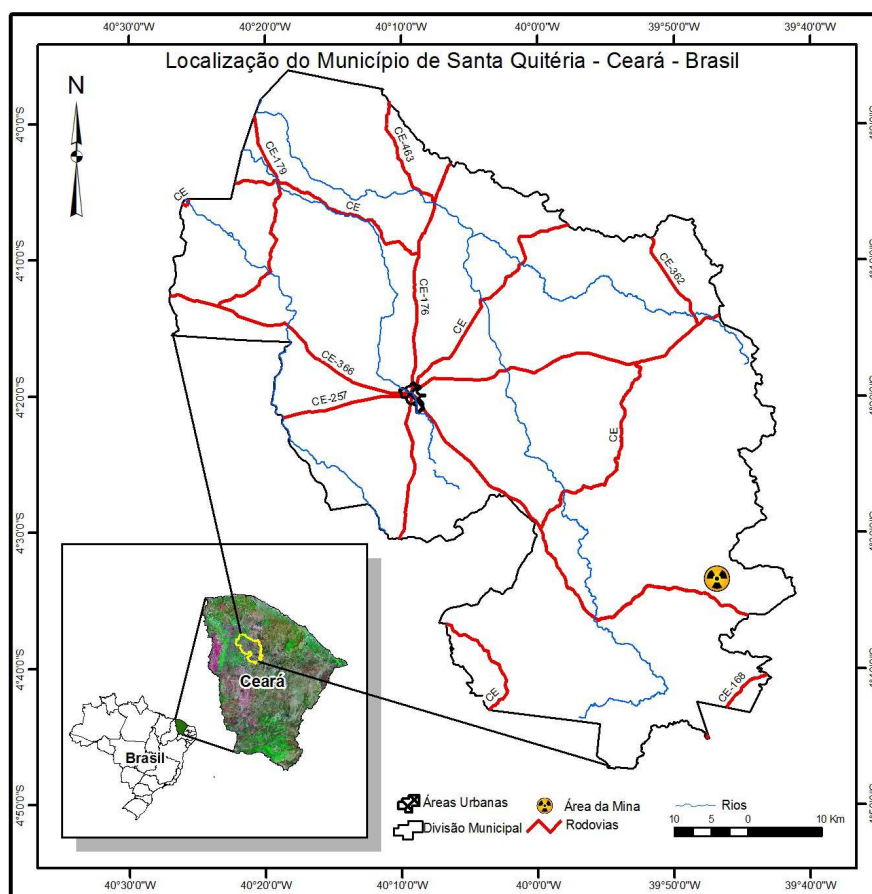 40°30'0"W 40°20'0"W 40°10'0"W 40°0'0"W 39°50'0"W 39°40'0"W
Localização do Município de Santa Quitéria - Ceará - Brasil
N
4°0'0"S
4°10'0"S
4°20'0"S
4°30'0"S
4°40'0"S
4°50'0"S
CE-179
CE-463
CE
CE
CE-362
CE-176
CE
CE-366
CE-257
CE
CE
CE-168
Ceará
Brasil
Áreas Urbanas
Área da Mina
Rios
Divisão Municipal
Rodovias
10 5 0 10 Km
40°30'0"W 40°20'0"W 40°10'0"W 40°0'0"W 39°50'0"W 39°40'0"W